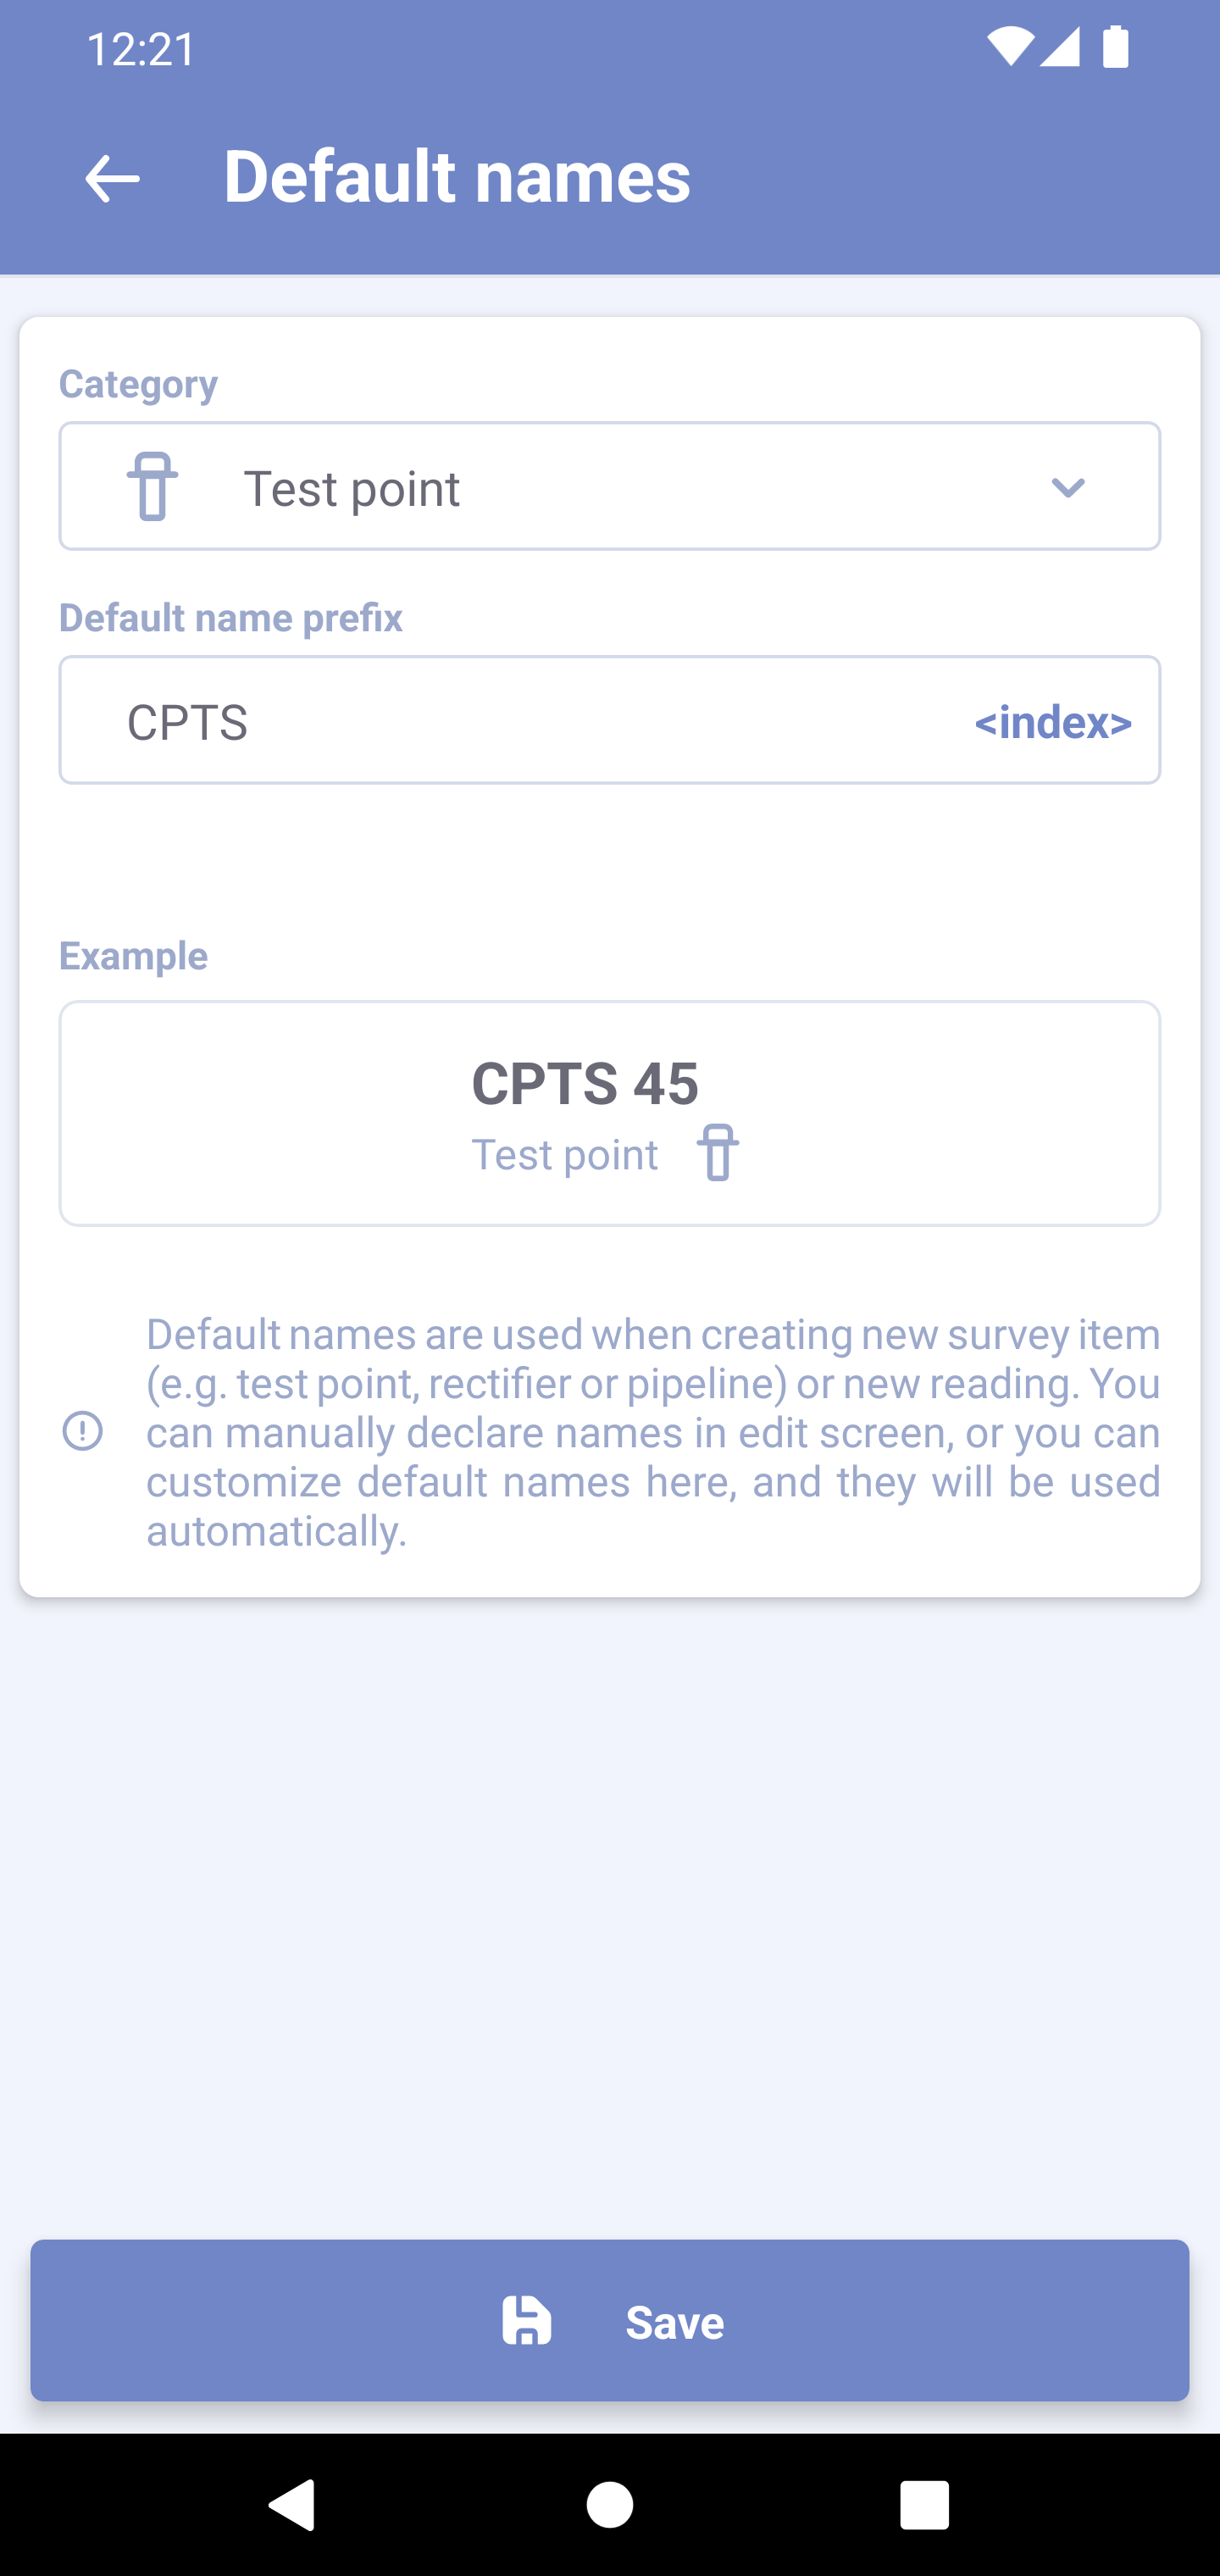 12:21
Default names
Category
Test point
Default name prefix
CPTS <index>
Example
CPTS 45
Test point
Default names are used when creating new survey item
(e.g. test point, rectifier or pipeline) or new reading. You
can manually declare names in edit screen, or you can
customize default names here, and they will be used
automatically.
Save